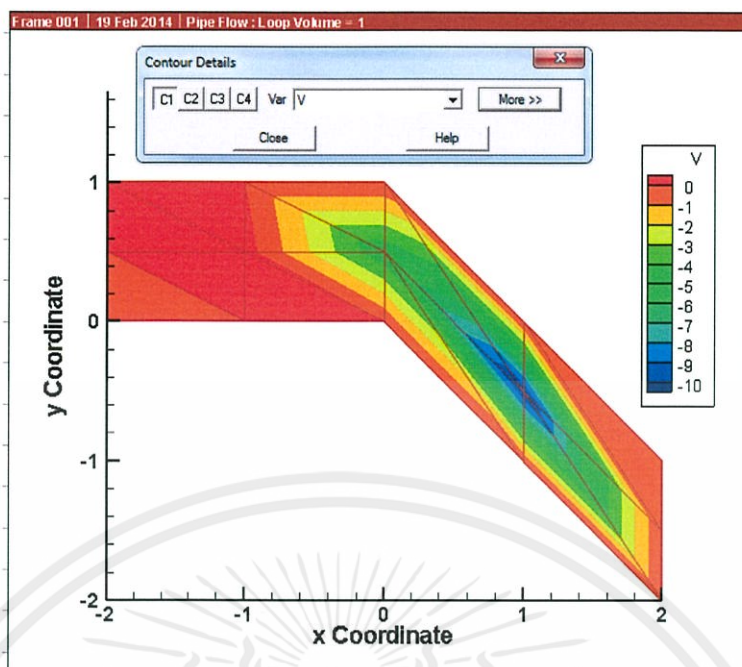 Frame 001 | 19 Feb 2014 | Pipe Flow : Loop Volume = 1
Contour Details
C1 C2 C3 C4 Var V More >>
Close Help
V
0
-1
-2
-3
-4
-5
-6
-7
-8
-9
-10
1
0
-1
-2
y Coordinate
-2 -1 0 1 2
x Coordinate